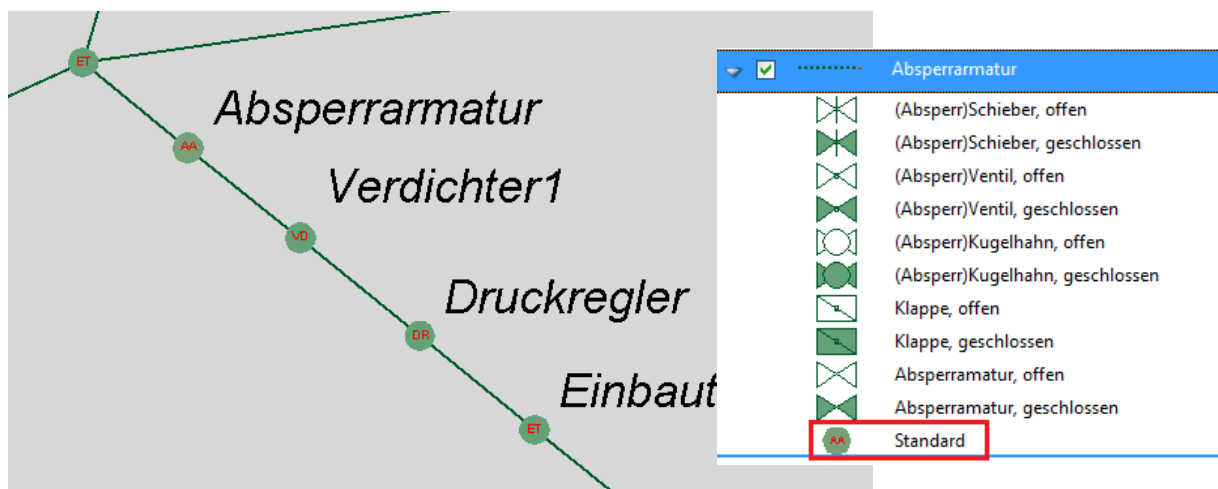 ET
Absperrarmatur
AA
Verdichter1
VD
Druckregler
DR
ET
Absperrarmatur
(Absperr)Schieber, offen
(Absperr)Schieber, geschlossen
(Absperr)Ventil, offen
(Absperr)Ventil, geschlossen
(Absperr)Kugelhahn, offen
(Absperr)Kugelhahn, geschlossen
Klappe, offen
Klappe, geschlossen
Absperramatur, offen
Absperramatur, geschlossen
AA Standard